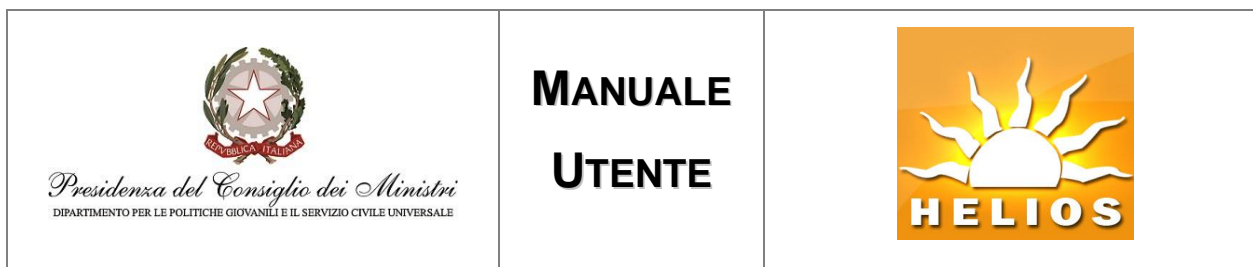 REPVBBLICA ITALIANA
Presidenza del Consiglio dei Ministri
DIPARTIMENTO PER LE POLITICHE GIOVANILI E IL SERVIZIO CIVILE UNIVERSALE
MANUALE
UTENTE
HELIOS